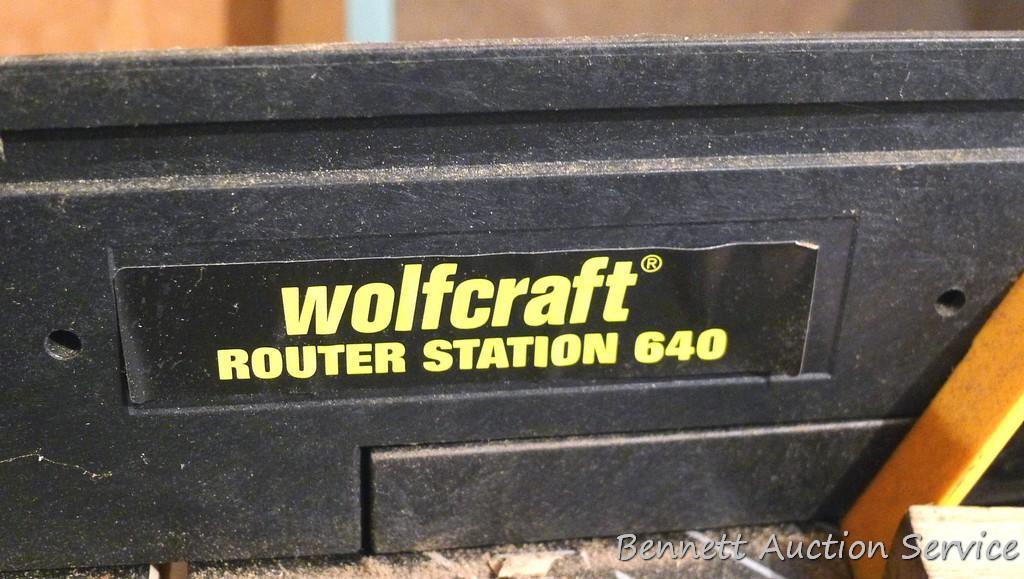 wolfcraft®
ROUTER STATION 640
Bennett Auction Service